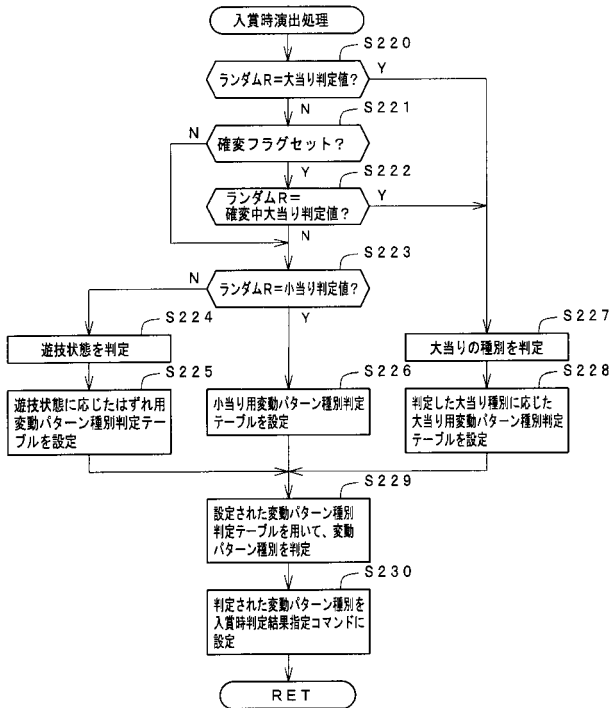 入賞時演出処理
S220
ランダムR＝大当り判定値？
Y
N
S221
N
確変フラグセット？
Y
S222
ランダムR＝
確変中大当り判定値？
Y
N
S223
N
ランダムR＝小当り判定値？
Y
S224
遊技状態を判定
S227
大当りの種別を判定
S225
遊技状態に応じたはずれ用
変動パターン種別判定テー
ブルを設定
S226
小当り用変動パターン種別判定
テーブルを設定
S228
判定した大当り種別に応じた
大当り用変動パターン種別判定
テーブルを設定
S229
設定された変動パターン種別
判定テーブルを用いて、変動
パターン種別を判定
S230
判定された変動パターン種別を
入賞時判定結果指定コマンドに
設定
RET